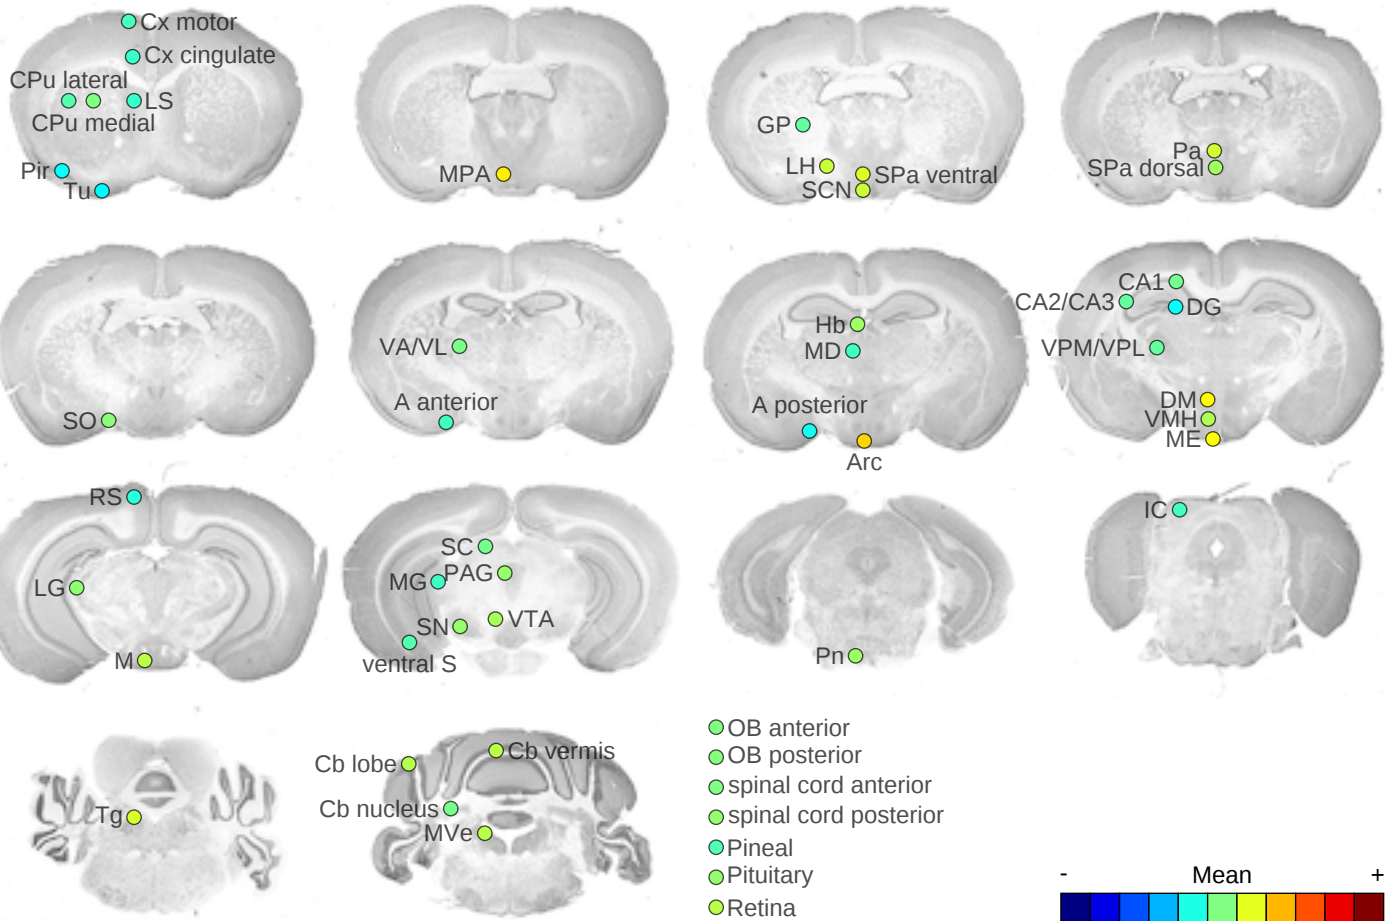 Cx motor
Cx cingulate
CPu lateral
LS
CPu medial
Pir
Tu
MPA
GP
LH
SPa ventral
SCN
Pa
SPa dorsal
SO
VA/VL
A anterior
Hb
MD
A posterior
Arc
CA1
CA2/CA3
DG
VPM/VPL
DM
VMH
ME
RS
LG
M
SC
MG
PAG
SN
VTA
ventral S
Pn
IC
Tg
Cb lobe
Cb vermis
Cb nucleus
MVe
OB anterior
OB posterior
spinal cord anterior
spinal cord posterior
Pineal
Pituitary
Retina
- Mean +